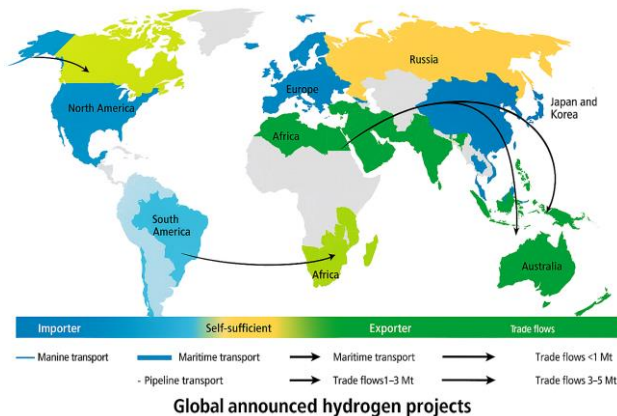 Russia
Europe
North America
Japan and
Korea
Africa
South
America
Africa
Australia
Importer Self-sufficient Exporter Trade flows
Manine transport Maritime transport Maritime transport Trade flows <1 Mt
- Pipeline transport Trade flows1–3 Mt Trade flows 3–5 Mt
Global announced hydrogen projects